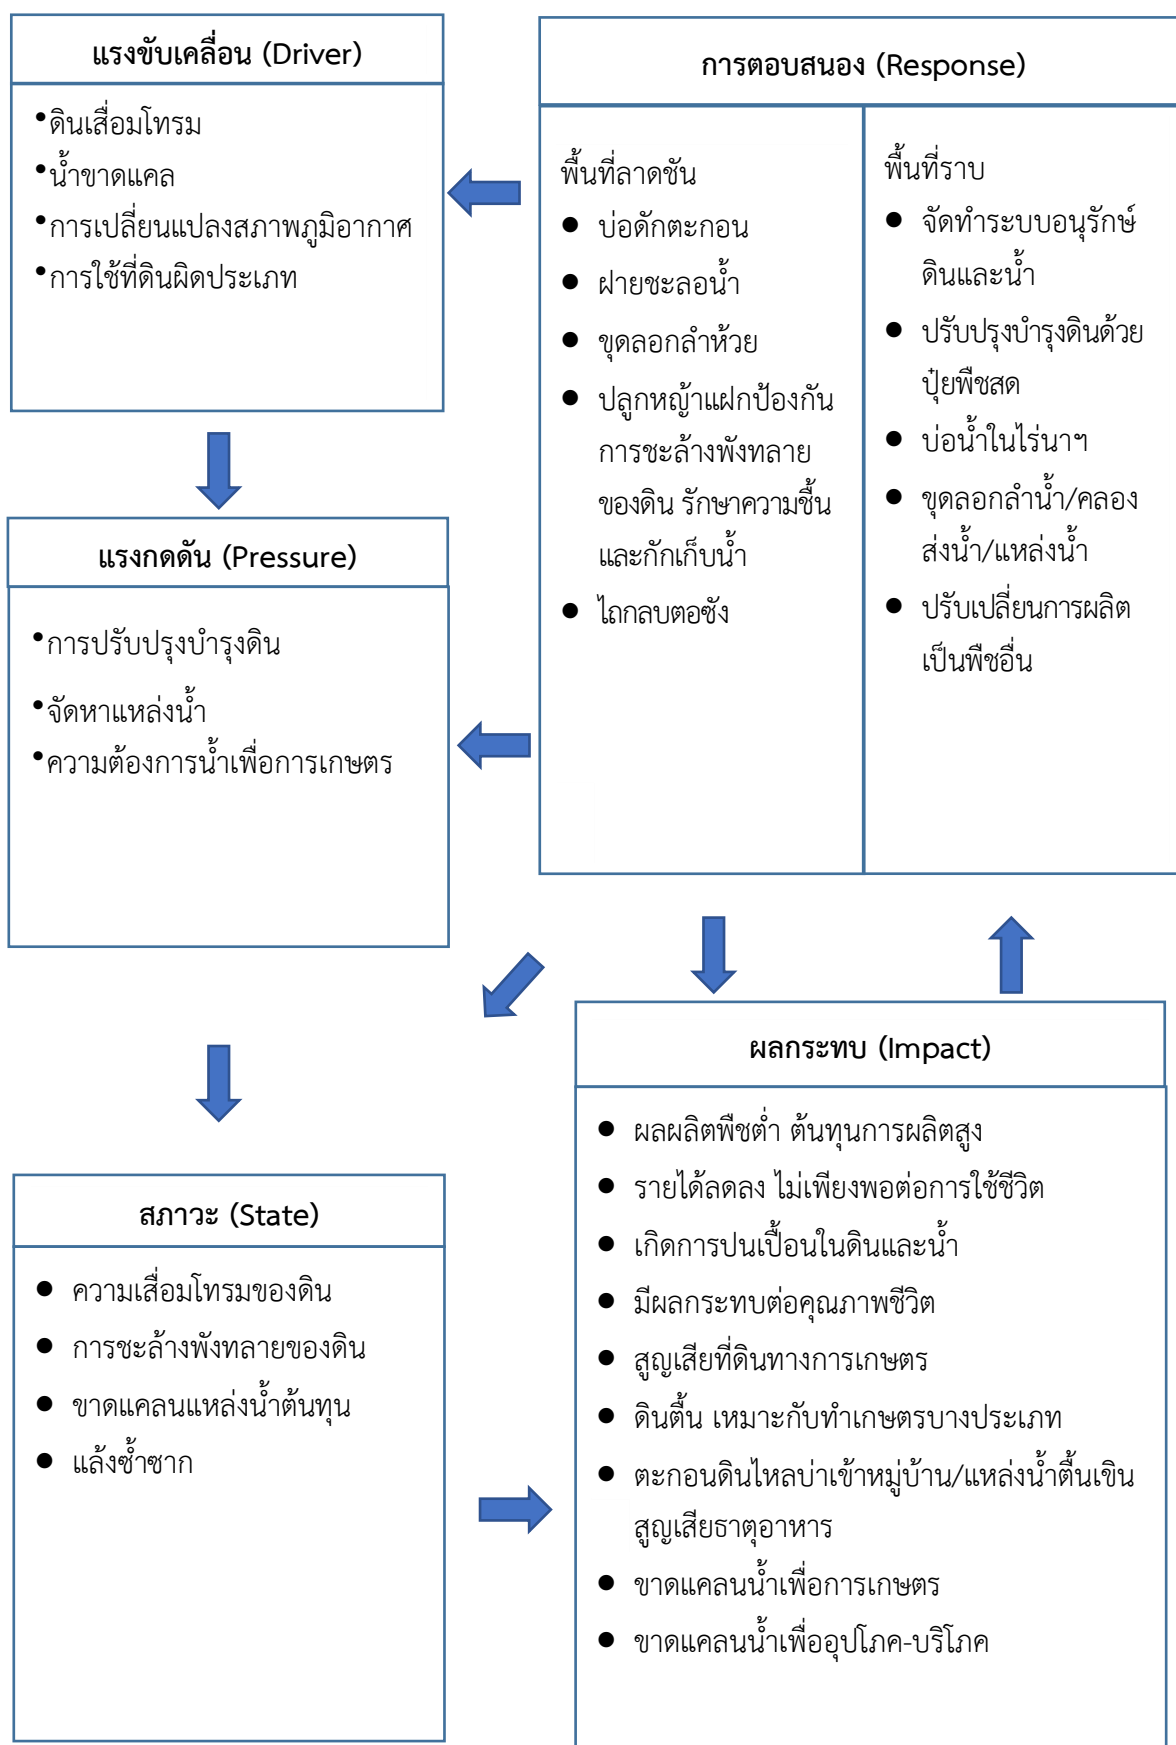 แรงขับเคลื่อน (Driver)
•ดินเสื่อมโทรม
•น้ำขาดแคล
•การเปลี่ยนแปลงสภาพภูมิอากาศ
•การใช้ที่ดินผิดประเภท
การตอบสนอง (Response)
พื้นที่ลาดชัน
● บ่อดักตะกอน
● ฝายชะลอน้ำ
● ขุดลอกลำห้วย
● ปลูกหญ้าแฝกป้องกัน
การชะล้างพังทลาย
ของดิน รักษาความชื้น
และกักเก็บน้ำ
● ไถกลบตอซัง
พื้นที่ราบ
● จัดทำระบบอนุรักษ์
ดินและน้ำ
● ปรับปรุงบำรุงดินด้วย
ปุ๋ยพืชสด
● บ่อน้ำในไร่นาฯ
● ขุดลอกลำน้ำ/คลอง
ส่งน้ำ/แหล่งน้ำ
● ปรับเปลี่ยนการผลิต
เป็นพืชอื่น
แรงกดดัน (Pressure)
•การปรับปรุงบำรุงดิน
•จัดหาแหล่งน้ำ
•ความต้องการน้ำเพื่อการเกษตร
สภาวะ (State)
● ความเสื่อมโทรมของดิน
● การชะล้างพังทลายของดิน
● ขาดแคลนแหล่งน้ำต้นทุน
● แล้งซ้ำซาก
ผลกระทบ (Impact)
● ผลผลิตพืชต่ำ ต้นทุนการผลิตสูง
● รายได้ลดลง ไม่เพียงพอต่อการใช้ชีวิต
● เกิดการปนเปื้อนในดินและน้ำ
● มีผลกระทบต่อคุณภาพชีวิต
● สูญเสียที่ดินทางการเกษตร
● ดินตื้น เหมาะกับทำเกษตรบางประเภท
● ตะกอนดินไหลบ่าเข้าหมู่บ้าน/แหล่งน้ำตื้นเขิน
สูญเสียธาตุอาหาร
● ขาดแคลนน้ำเพื่อการเกษตร
● ขาดแคลนน้ำเพื่ออุปโภค-บริโภค